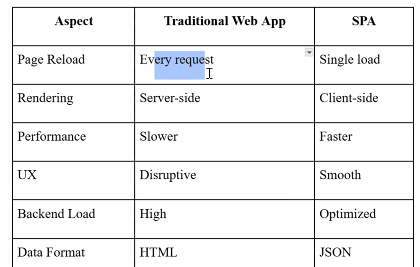 Aspect Traditional Web App SPA
Page Reload Every request Single load
Rendering Server-side Client-side
Performance Slower Faster
UX Disruptive Smooth
Backend Load High Optimized
Data Format HTML JSON